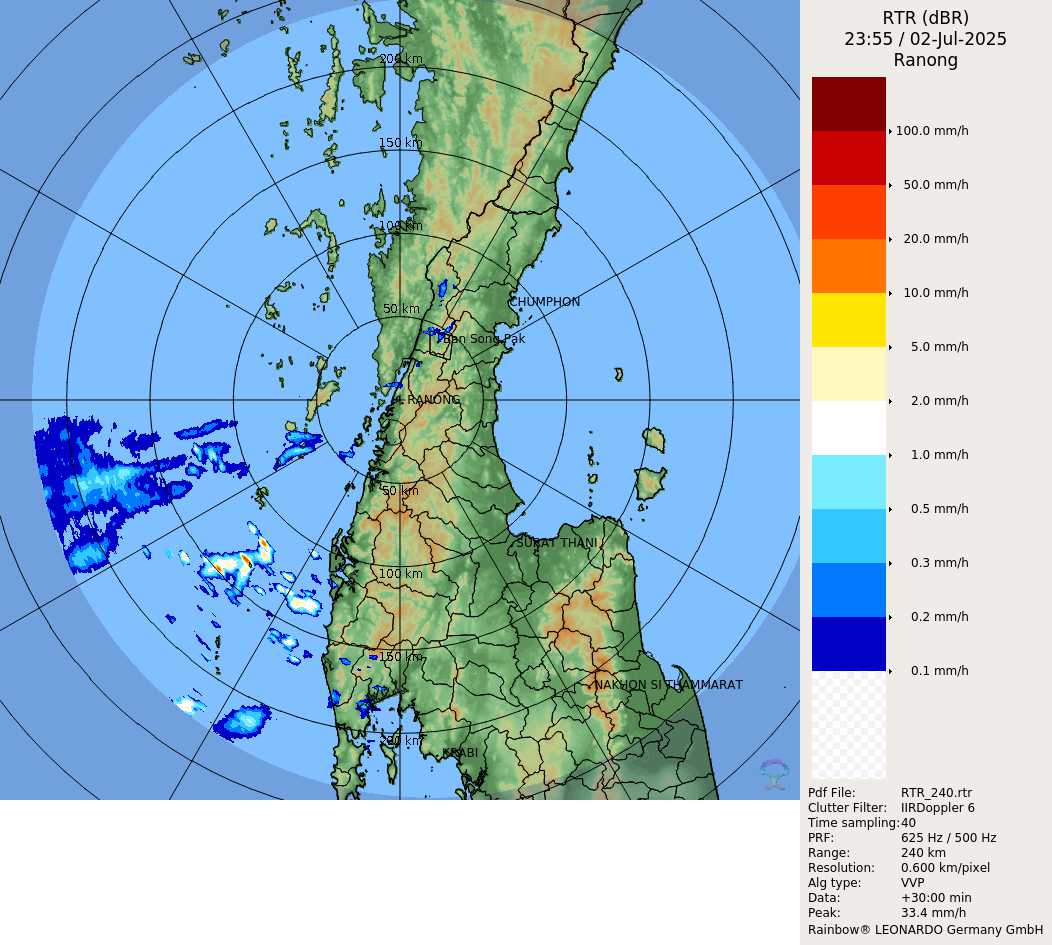 RTR (dBR)
23:55 / 02-Jul-2025
Ranong
100.0 mm/h
50.0 mm/h
20.0 mm/h
10.0 mm/h
5.0 mm/h
2.0 mm/h
1.0 mm/h
0.5 mm/h
0.3 mm/h
0.2 mm/h
0.1 mm/h
Pdf File: RTR_240.rtr
Clutter Filter: IIRDoppler 6
Time sampling: 40
PRF: 625 Hz / 500 Hz
Range: 240 km
Resolution: 0.600 km/pixel
Alg type: VVP
Data: +30:00 min
Peak: 33.4 mm/h
Rainbow® LEONARDO Germany GmbH
200 km
150 km
100 km
50 km
CHUMPHON
Ban Song Pak
RANONG
50 km
SURAT THANI
100 km
150 km
NAKHON SI THAMMARAT
200 km
KRABI